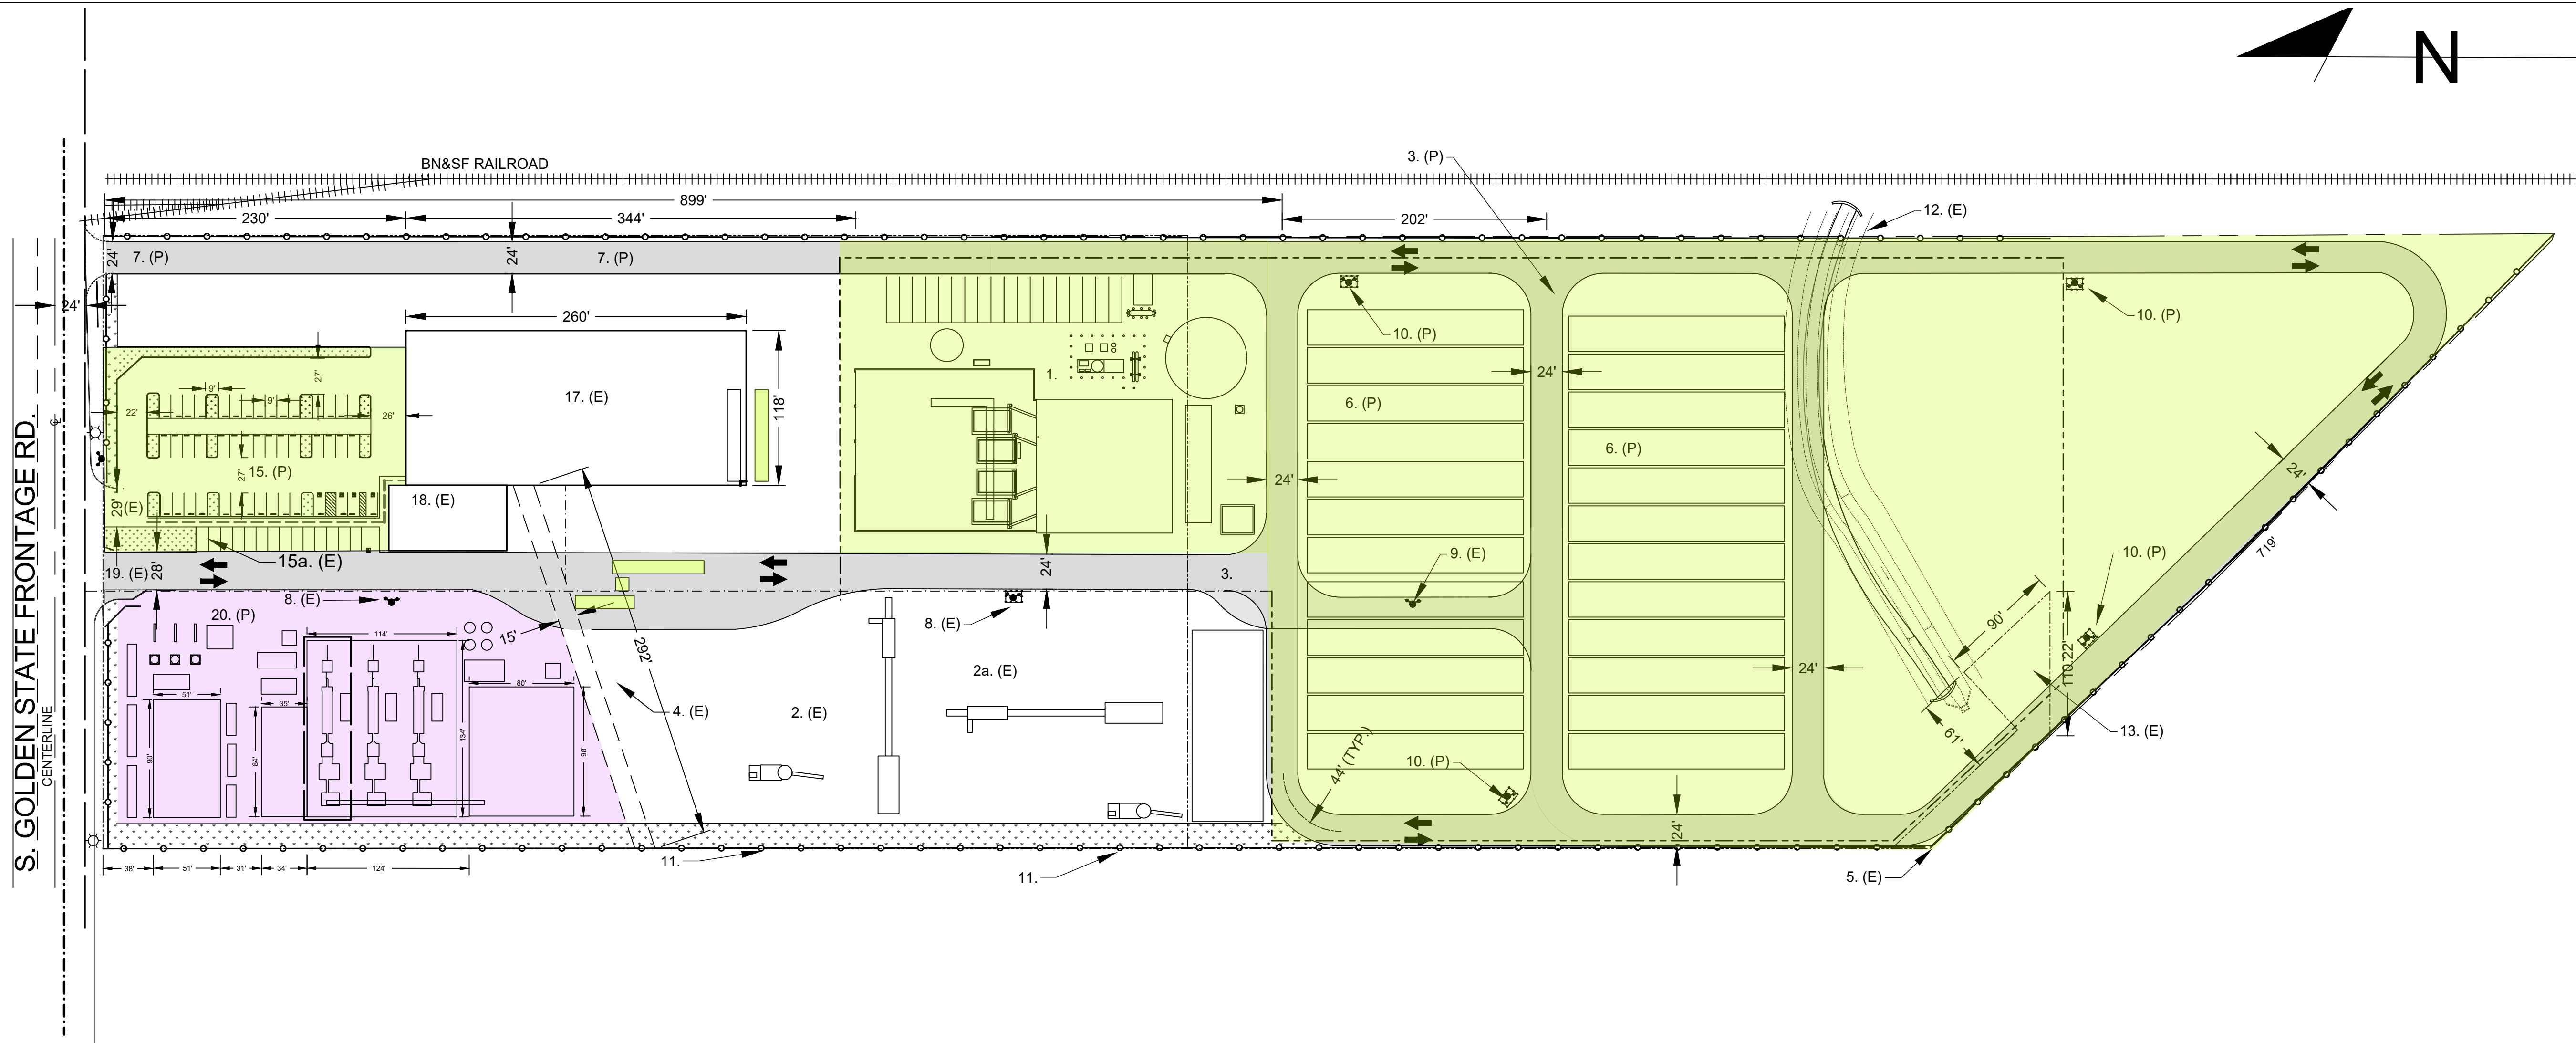 N
BN&SF RAILROAD
3. (P)
12. (E)
899'
230'
344'
202'
24'
7. (P)
24'
7. (P)
24'
10. (P)
10. (P)
260'
118'
17. (E)
1.
27'
9'
9'
22'
26'
27'
15. (P)
6. (P)
6. (P)
24'
24'
24'
18. (E)
29'
(E)
15a. (E)
19. (E)
28'
24'
3.
9. (E)
8. (E)
8. (E)
10. (P)
719'
20. (P)
15'
292'
90'
110.22'
114'
51'
35'
80'
90'
84'
134'
98'
4. (E)
2. (E)
2a. (E)
24'
61'
13. (E)
44' (TYP.)
10. (P)
24'
11.
11.
5. (E)
38'
51'
31'
34'
124'
S. GOLDEN STATE FRONTAGE RD.
CENTERLINE